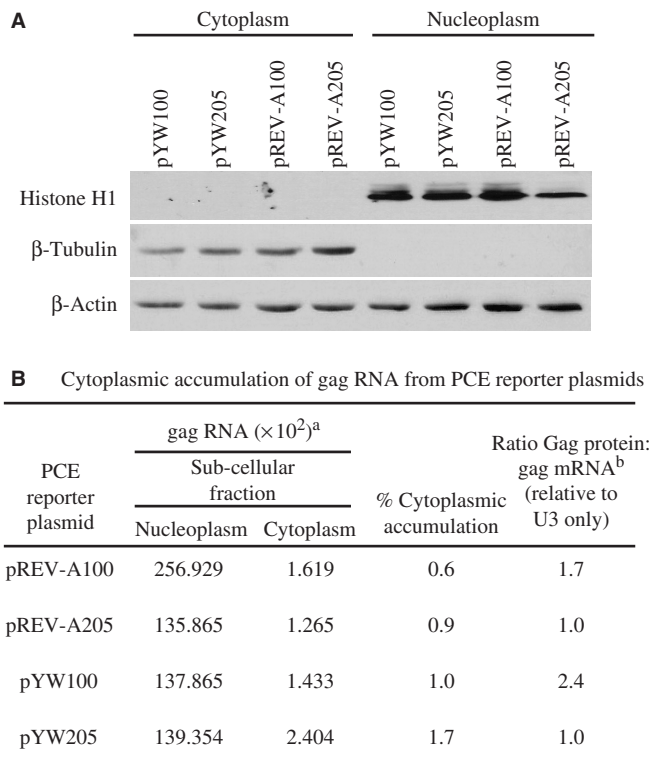 A
Cytoplasm Nucleoplasm
pYW100 pYW205 pREV-A100 pREV-A205 pYW100 pYW205 pREV-A100 pREV-A205
Histone H1
β-Tubulin
β-Actin
B Cytoplasmic accumulation of gag RNA from PCE reporter plasmids
PCE
reporter
plasmid
gag RNA (×10²)ᵃ
Sub-cellular
fraction
Nucleoplasm Cytoplasm
% Cytoplasmic
accumulation
Ratio Gag protein:
gag mRNAᵇ
(relative to
U3 only)
pREV-A100 256.929 1.619 0.6 1.7
pREV-A205 135.865 1.265 0.9 1.0
pYW100 137.865 1.433 1.0 2.4
pYW205 139.354 2.404 1.7 1.0